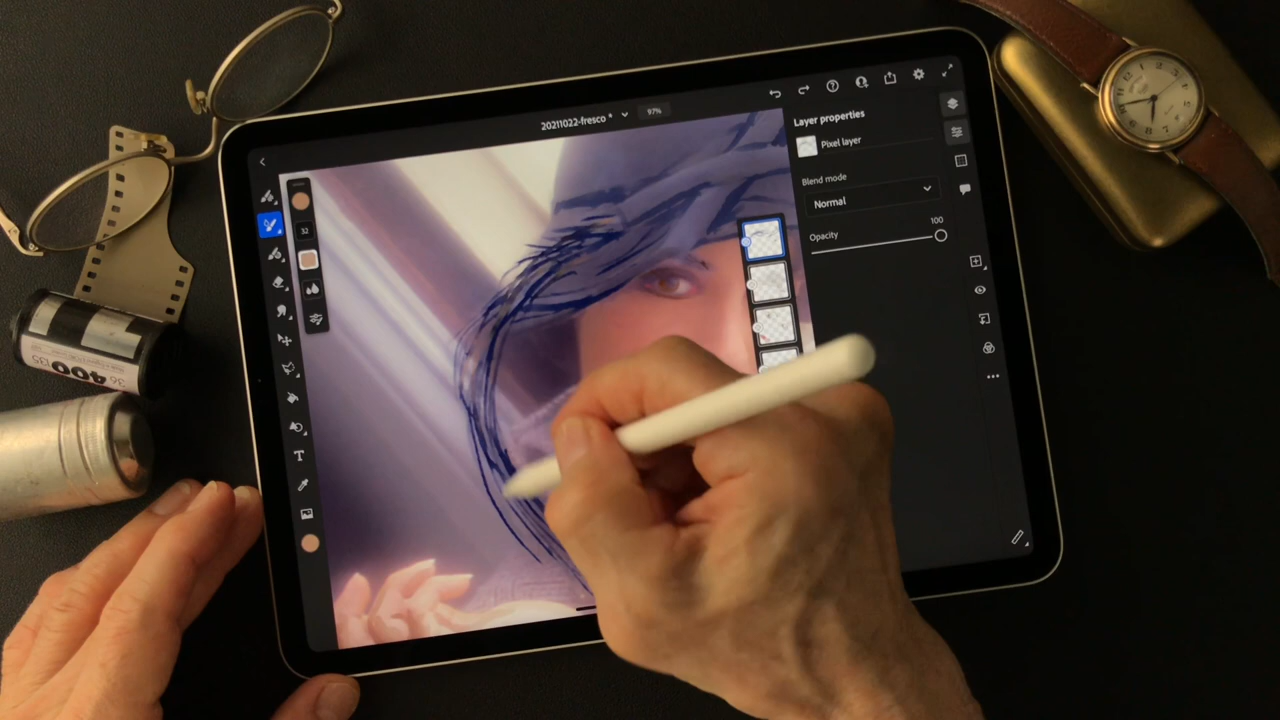 20211022-fresco *
97%
Layer properties
Pixel layer
Blend mode
Normal
Opacity
100
32
T
400
36
135